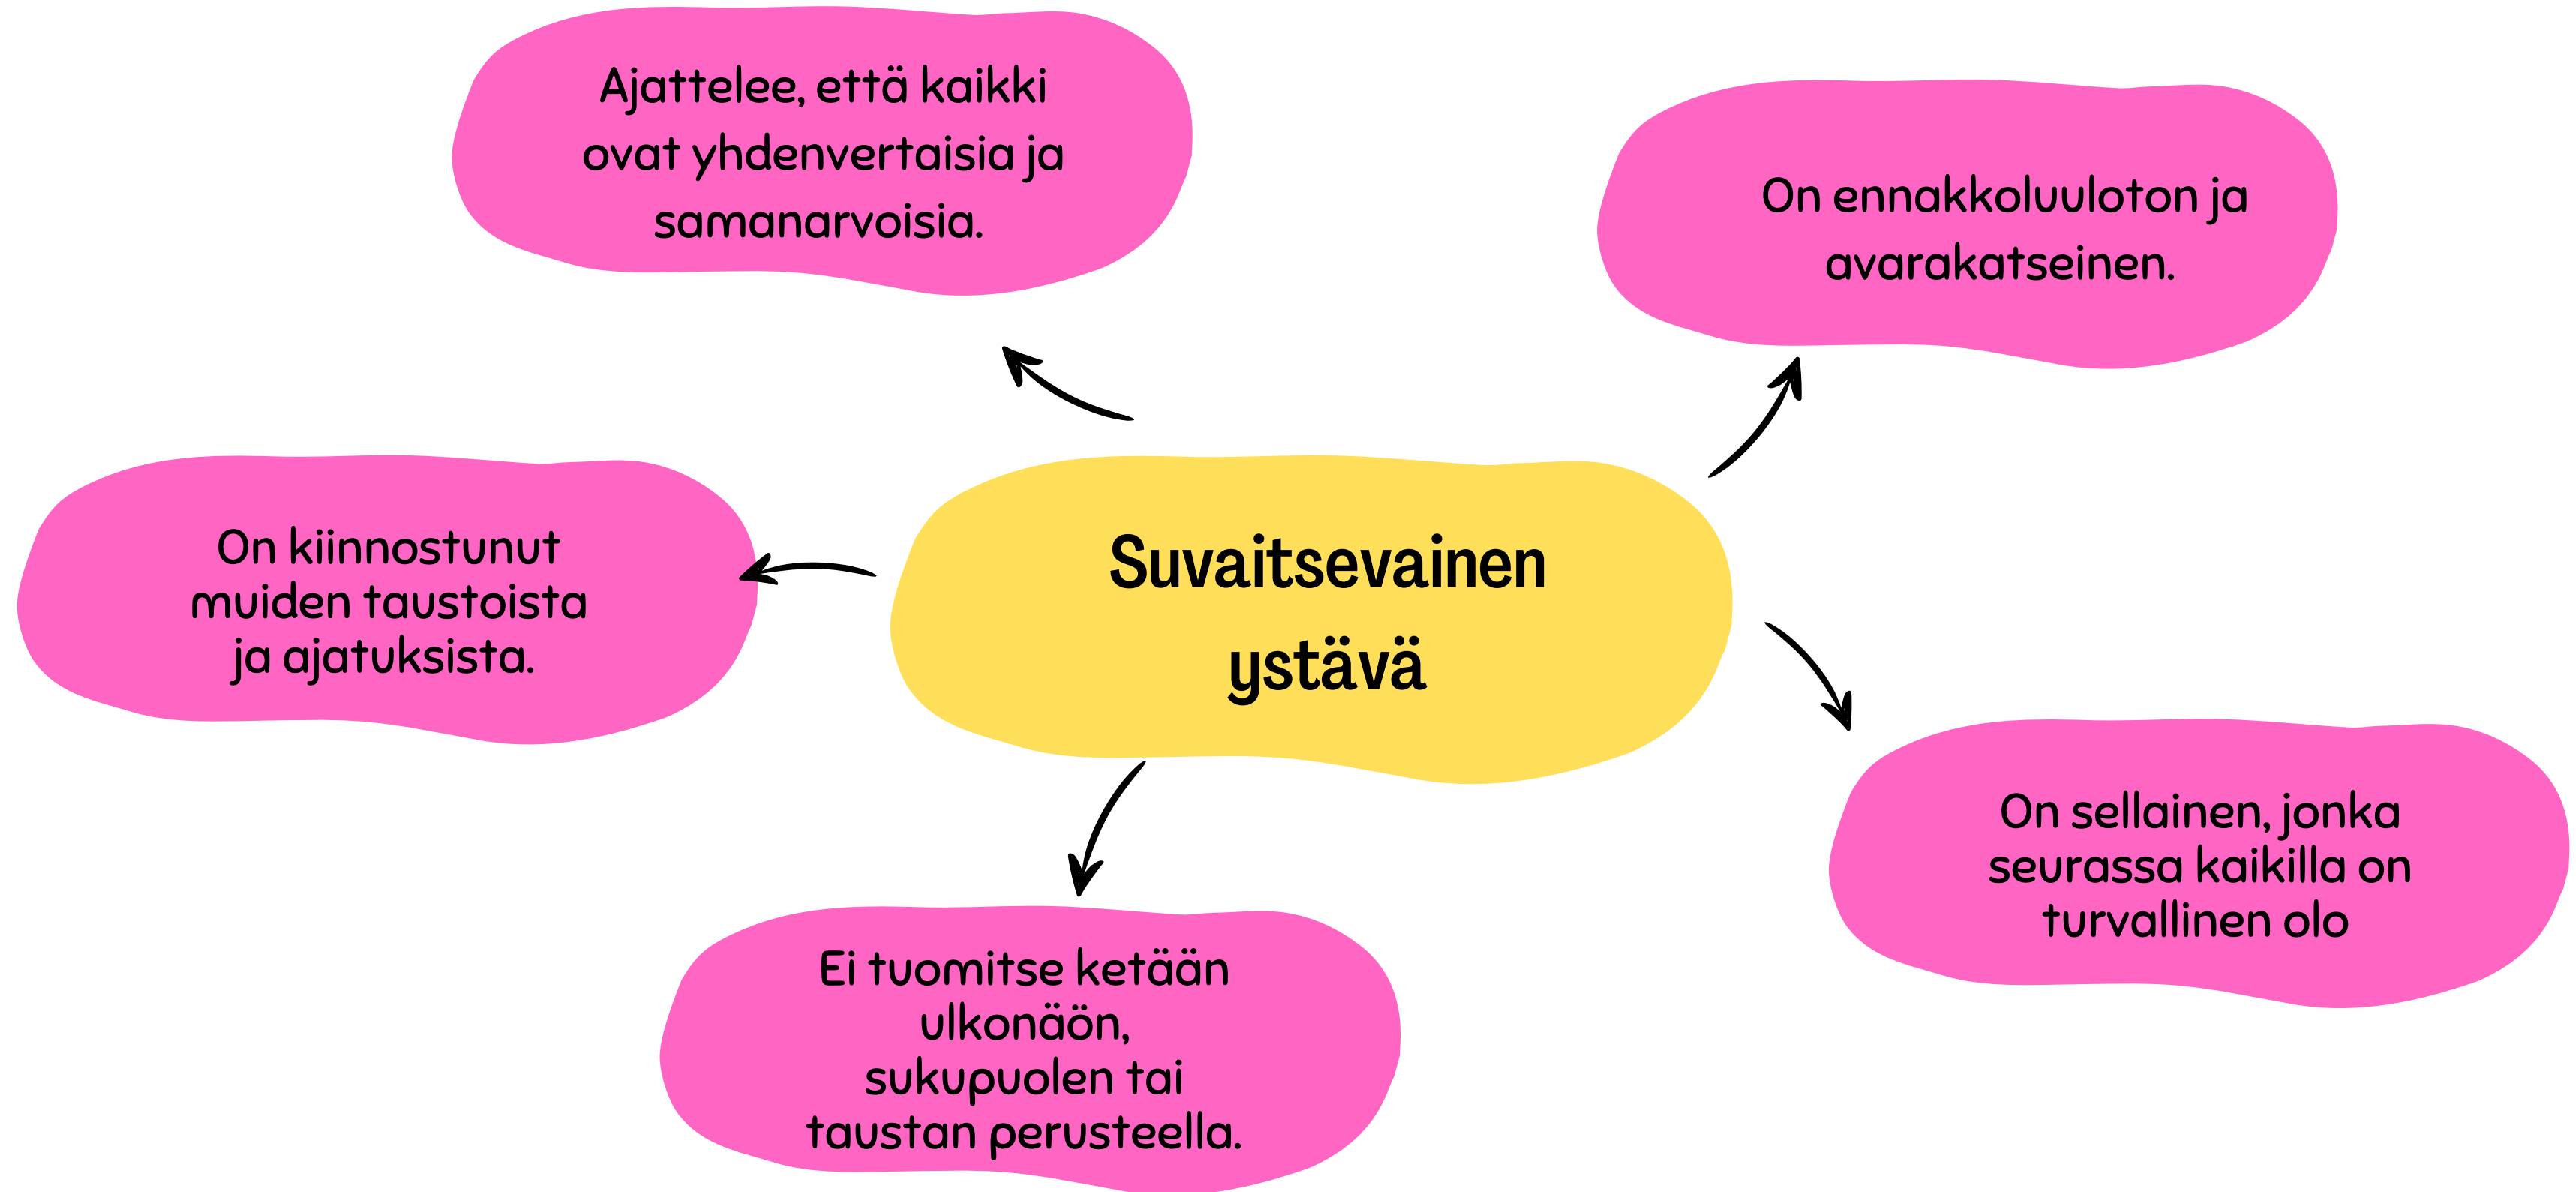 Ajattelee, että kaikki
ovat yhdenvertaisia ja
samanarvoisia.
On ennakkoluuloton ja
avarakatseinen.
On kiinnostunut
muiden taustoista
ja ajatuksista.
Suvaitsevainen
ystävä
On sellainen, jonka
seurassa kaikilla on
turvallinen olo
Ei tuomitse ketään
ulkonäön,
sukupuolen tai
taustan perusteella.